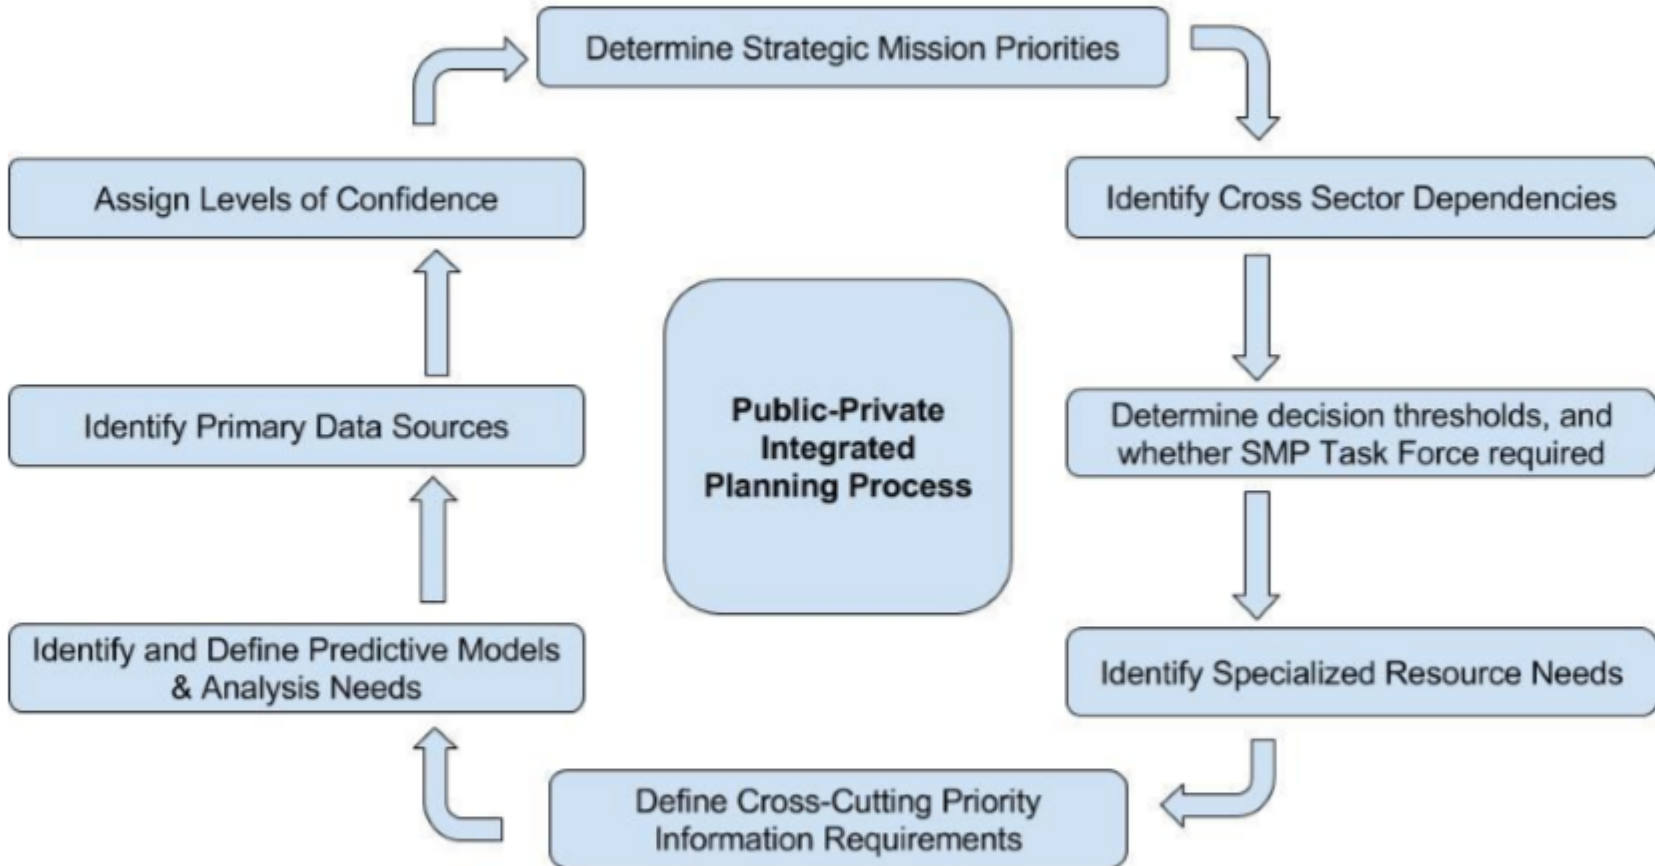 Determine Strategic Mission Priorities
Assign Levels of Confidence
Identify Cross Sector Dependencies
Public-Private
Integrated
Planning Process
Identify Primary Data Sources
Determine decision thresholds, and
whether SMP Task Force required
Identify and Define Predictive Models
& Analysis Needs
Identify Specialized Resource Needs
Define Cross-Cutting Priority
Information Requirements